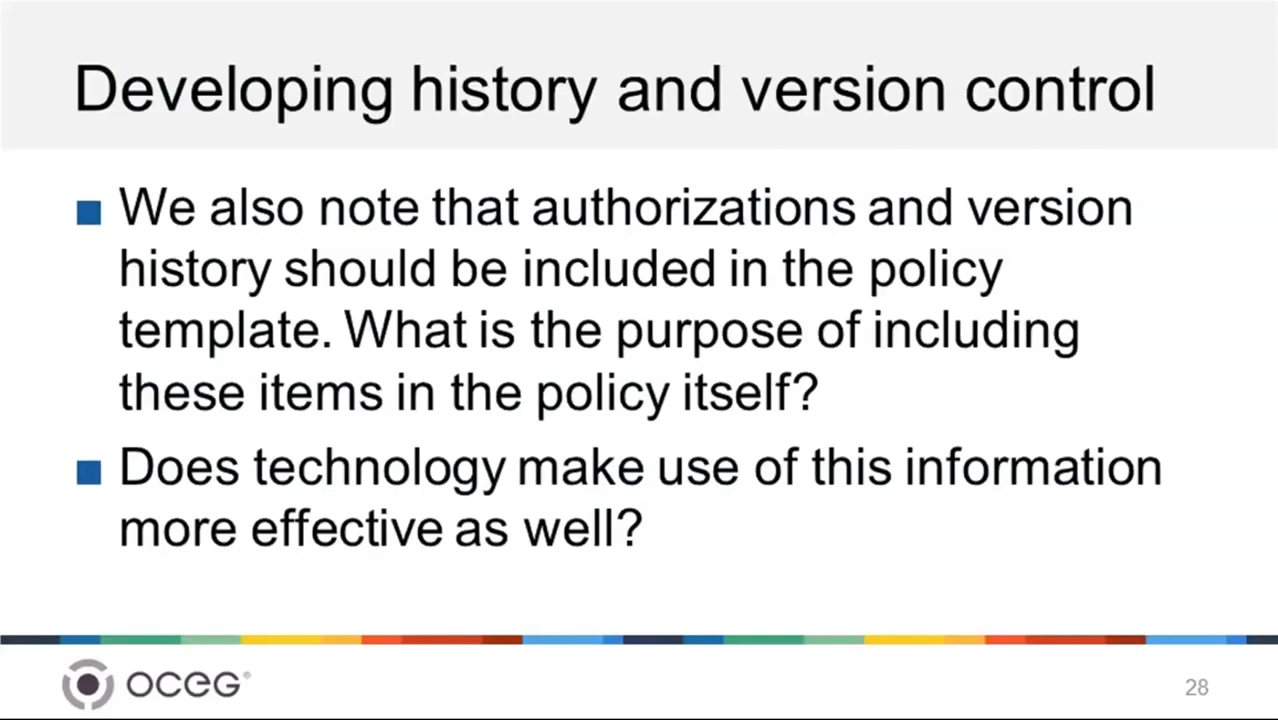 Developing history and version control
■ We also note that authorizations and version
history should be included in the policy
template. What is the purpose of including
these items in the policy itself?
■ Does technology make use of this information
more effective as well?
OCEG®
28